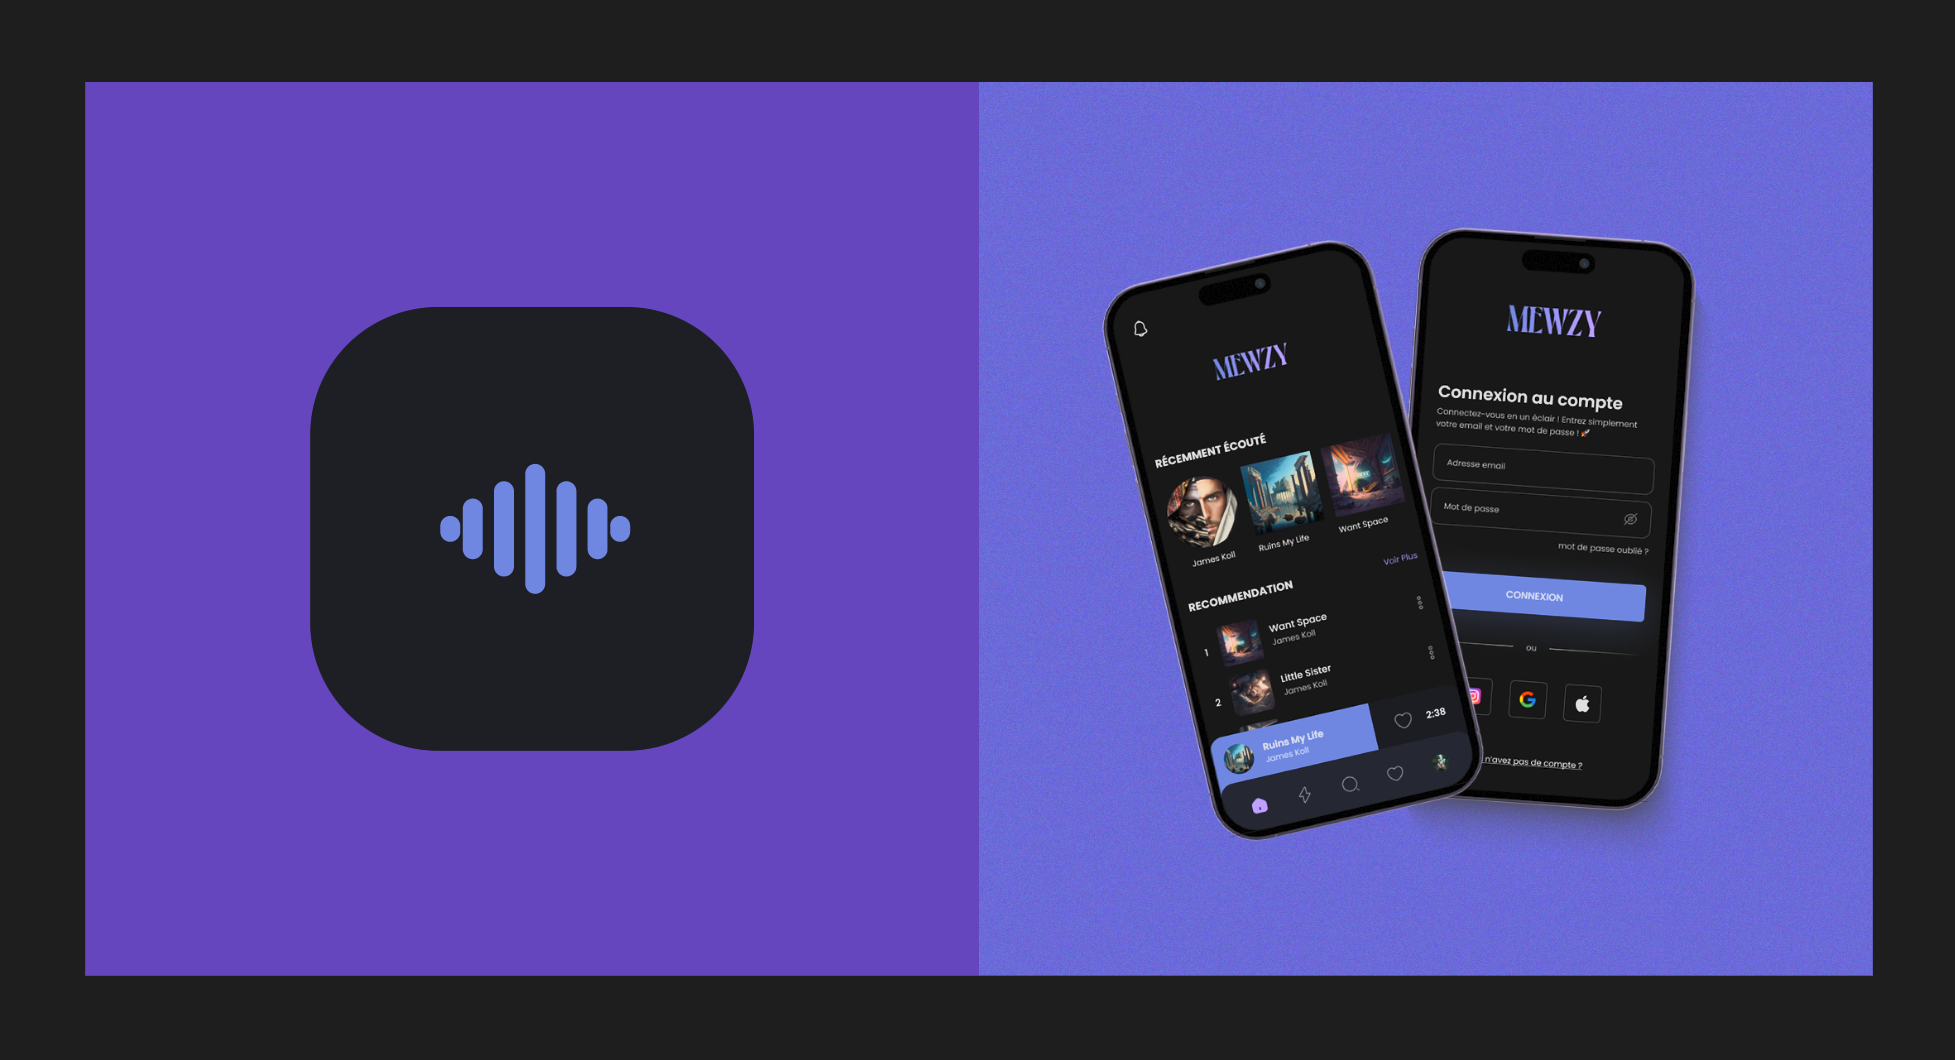 MEWZY
RÉCEMMENT ÉCOUTÉ
James Koll
Ruins My Life
Want Space
Voir Plus
RECOMMENDATION
1
Want Space
James Koll
2
Little Sister
James Koll
Ruins My Life
James Koll
2:38
MEWZY
Connexion au compte
Connectez-vous en un éclair ! Entrez simplement
votre email et votre mot de passe ! 🚀
Adresse email
Mot de passe
mot de passe oublié ?
CONNEXION
ou
n'avez pas de compte ?